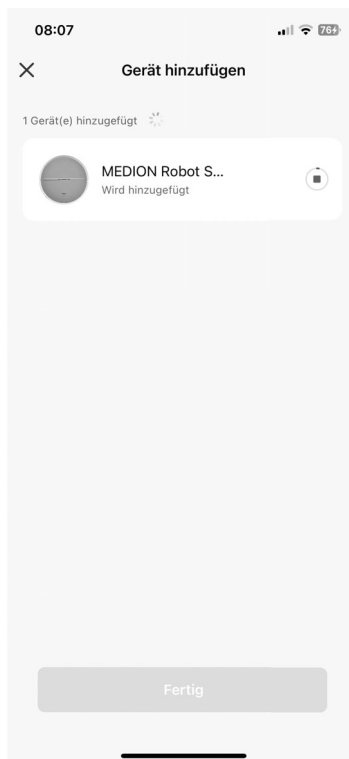 08:07
76
Gerät hinzufügen
1 Gerät(e) hinzugefügt
MEDION Robot S...
Wird hinzugefügt
Fertig